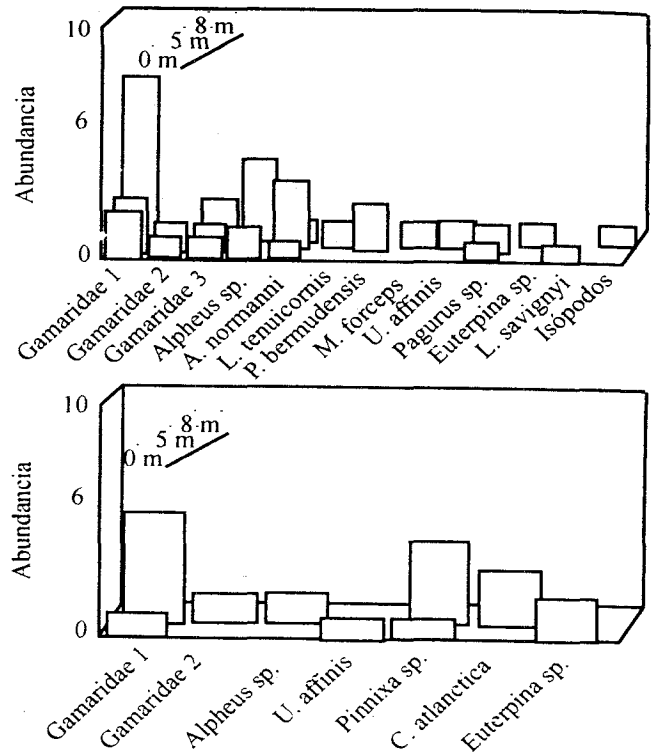 10
8 m
5 m
0 m
6
0
Abundancia
Gamaridae 1
Gamaridae 2
Gamaridae 3
Alpheus sp.
A. normanni
L. tenuicornis
P. bermudensis
M. forceps
U. affinis
Pagurus sp.
Euterpina sp.
L. savignyi
Isópodos
10
8 m
5 m
0 m
6
0
Abundancia
Gamaridae 1
Gamaridae 2
Alpheus sp.
U. affinis
Pinnixa sp.
C. atlanctica
Euterpina sp.